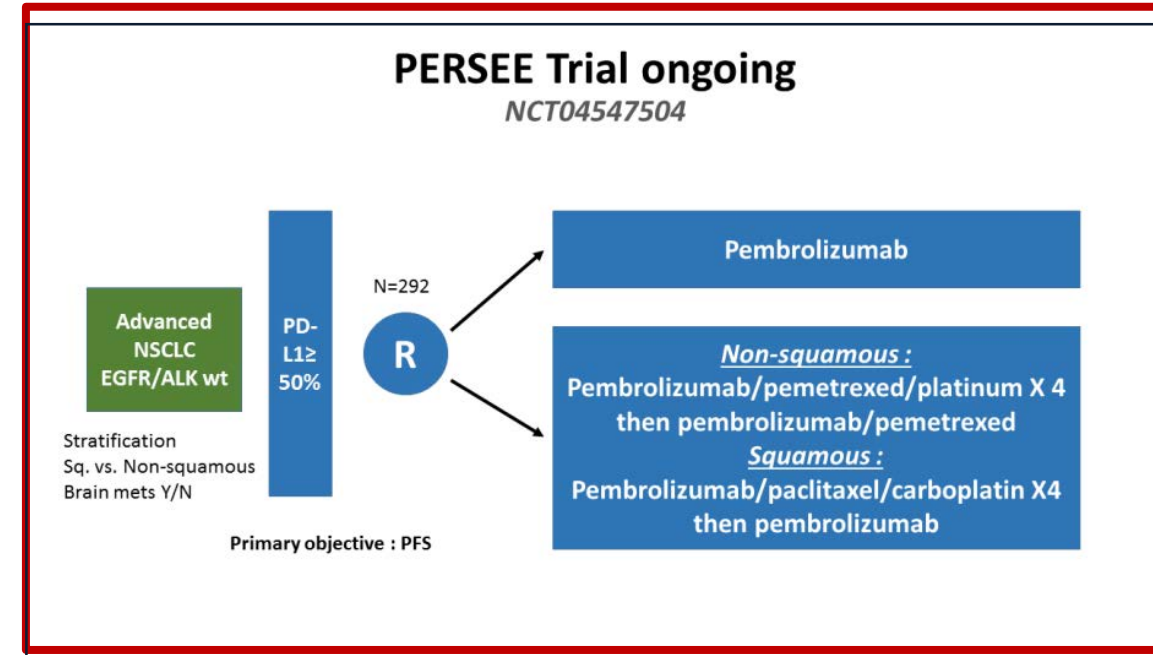 PERSEE Trial ongoing
NCT04547504
Advanced
NSCLC
EGFR/ALK wt
Stratification
Sq. vs. Non-squamous
Brain mets Y/N
PD-
L1≥
50%
N=292
R
Primary objective : PFS
Pembrolizumab
Non-squamous :
Pembrolizumab/pemetrexed/platinum X 4
then pembrolizumab/pemetrexed
Squamous :
Pembrolizumab/paclitaxel/carboplatin X4
then pembrolizumab